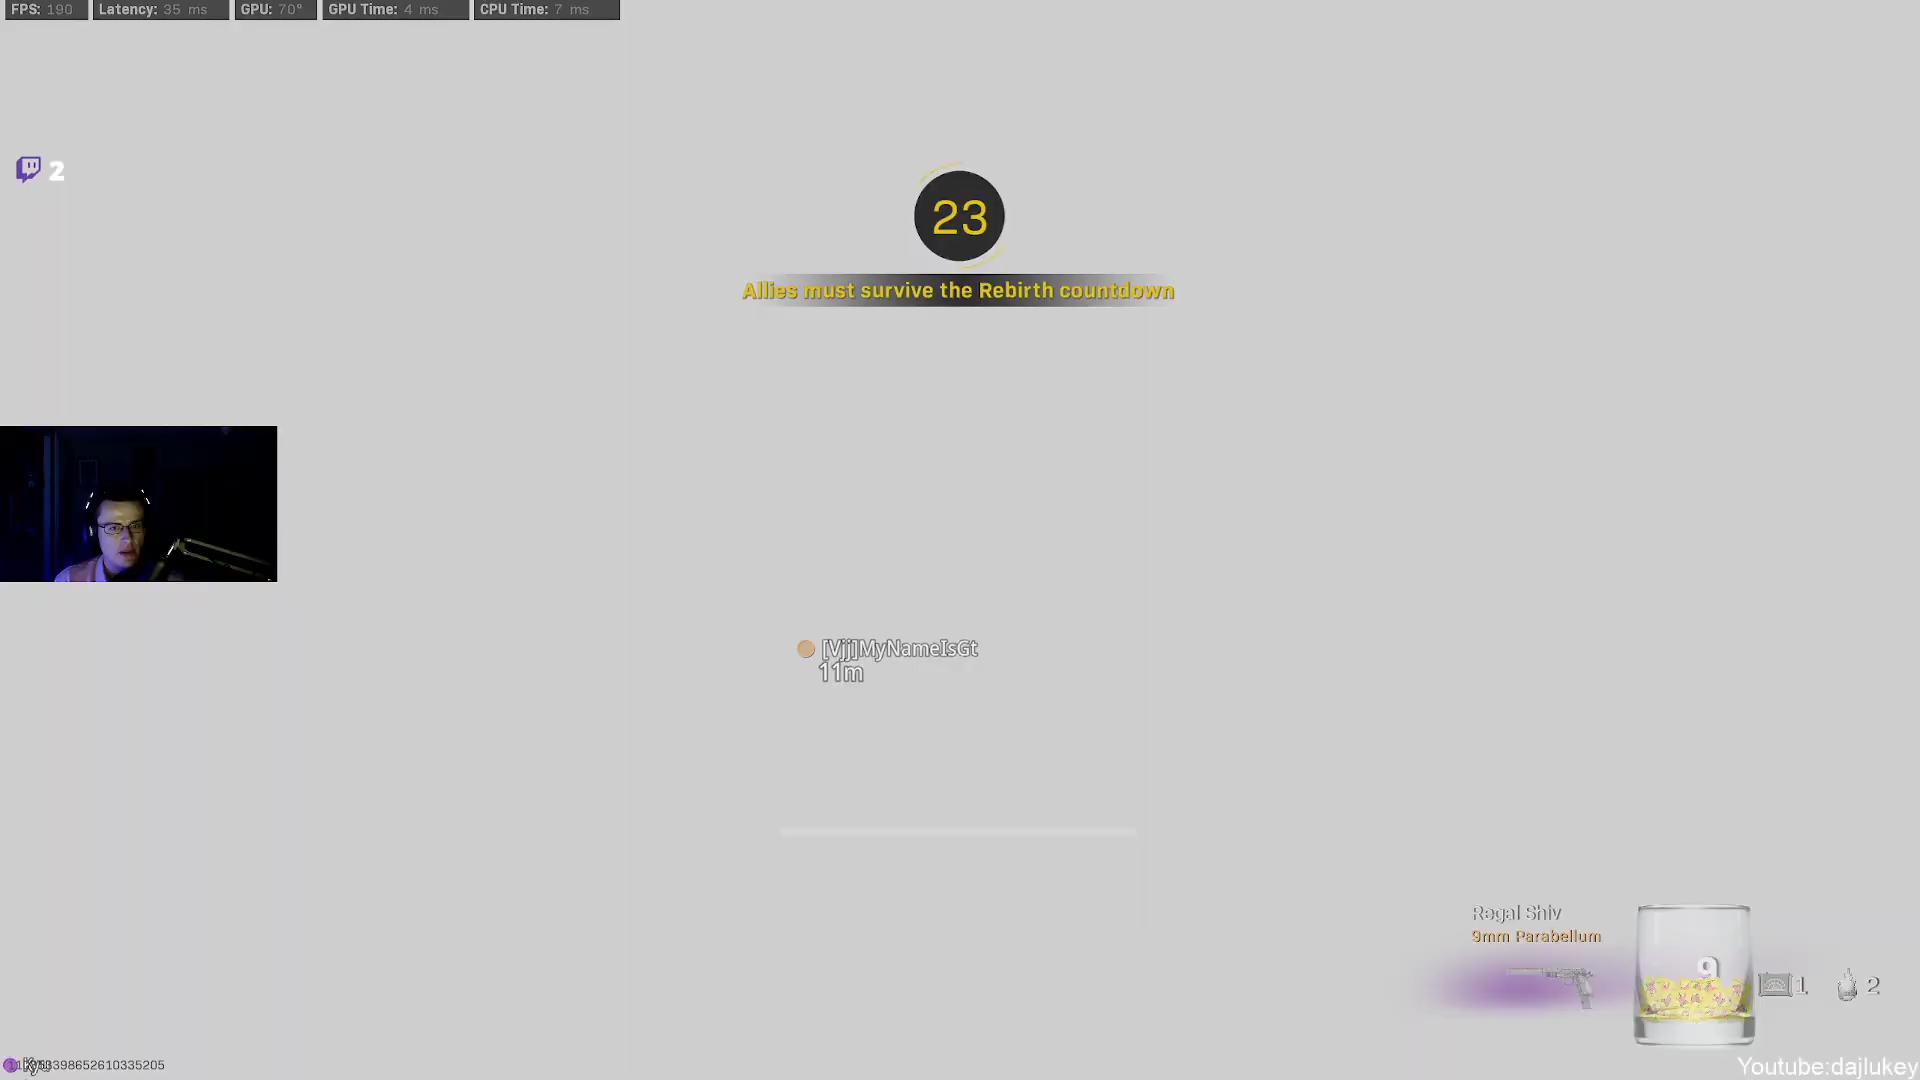 FPS: 190 Latency: 35 ms GPU: 70° GPU Time: 4 ms CPU Time: 7 ms
2
23
Allies must survive the Rebirth countdown
[Vjj]MyNameIsGt
11m
Regal Shiv
9mm Parabellum
9
1
2
Youtube:dajlukey